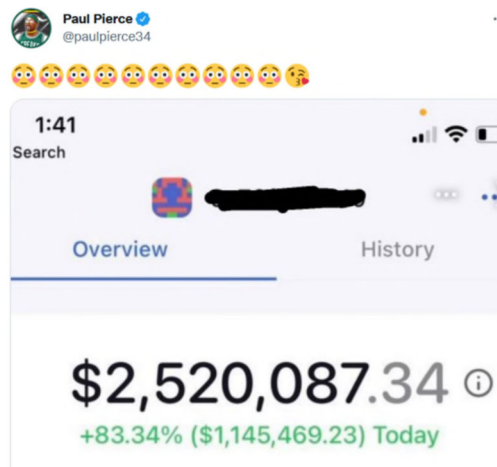 Paul Pierce
@paulpierce34
😳😳😳😳😳😳😳😳😳😳😘
1:41
Search
Overview
History
$2,520,087.34
+83.34% ($1,145,469.23) Today